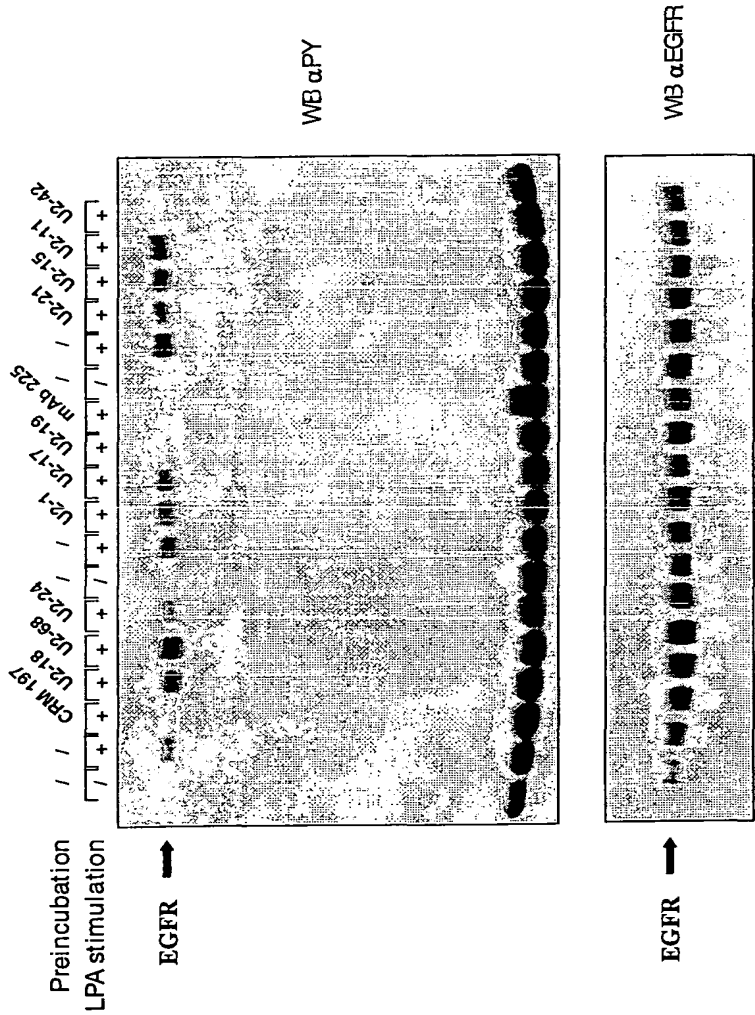 Preincubation / / CRM 197 U2-18 U2-68 U2-24 / / U2-1 U2-17 U2-19 mAb 225 / / U2-21 U2-15 U2-11 U2-42
LPA stimulation / + + + + + / + + + + + / + + + + +
EGFR
WB αPY
EGFR
WB αEGFR